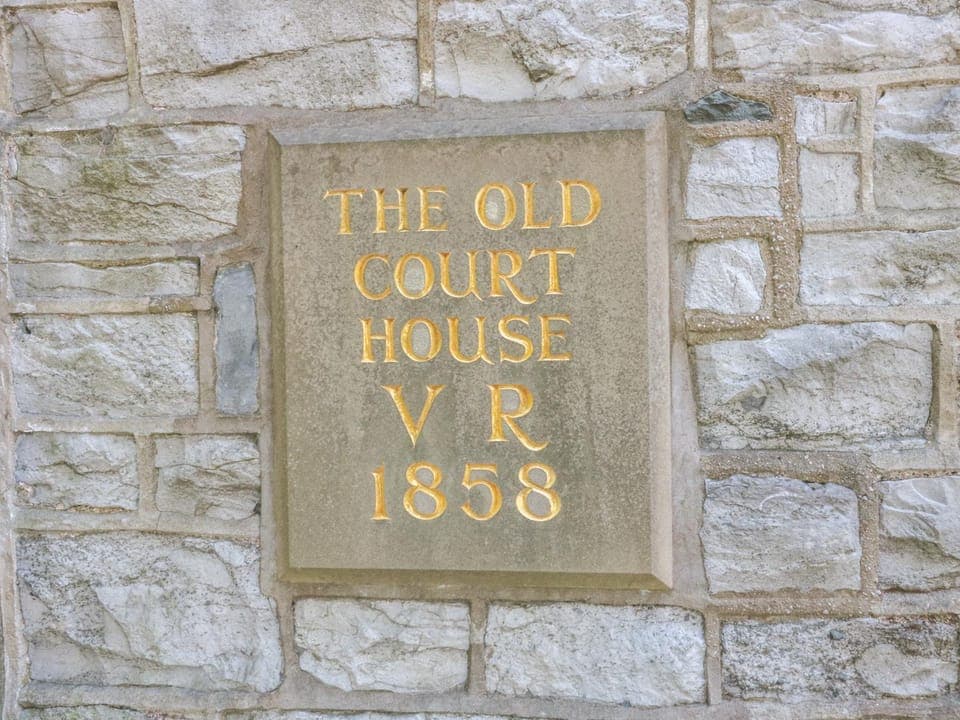 THE OLD
COURT
HOUSE
V R
1858